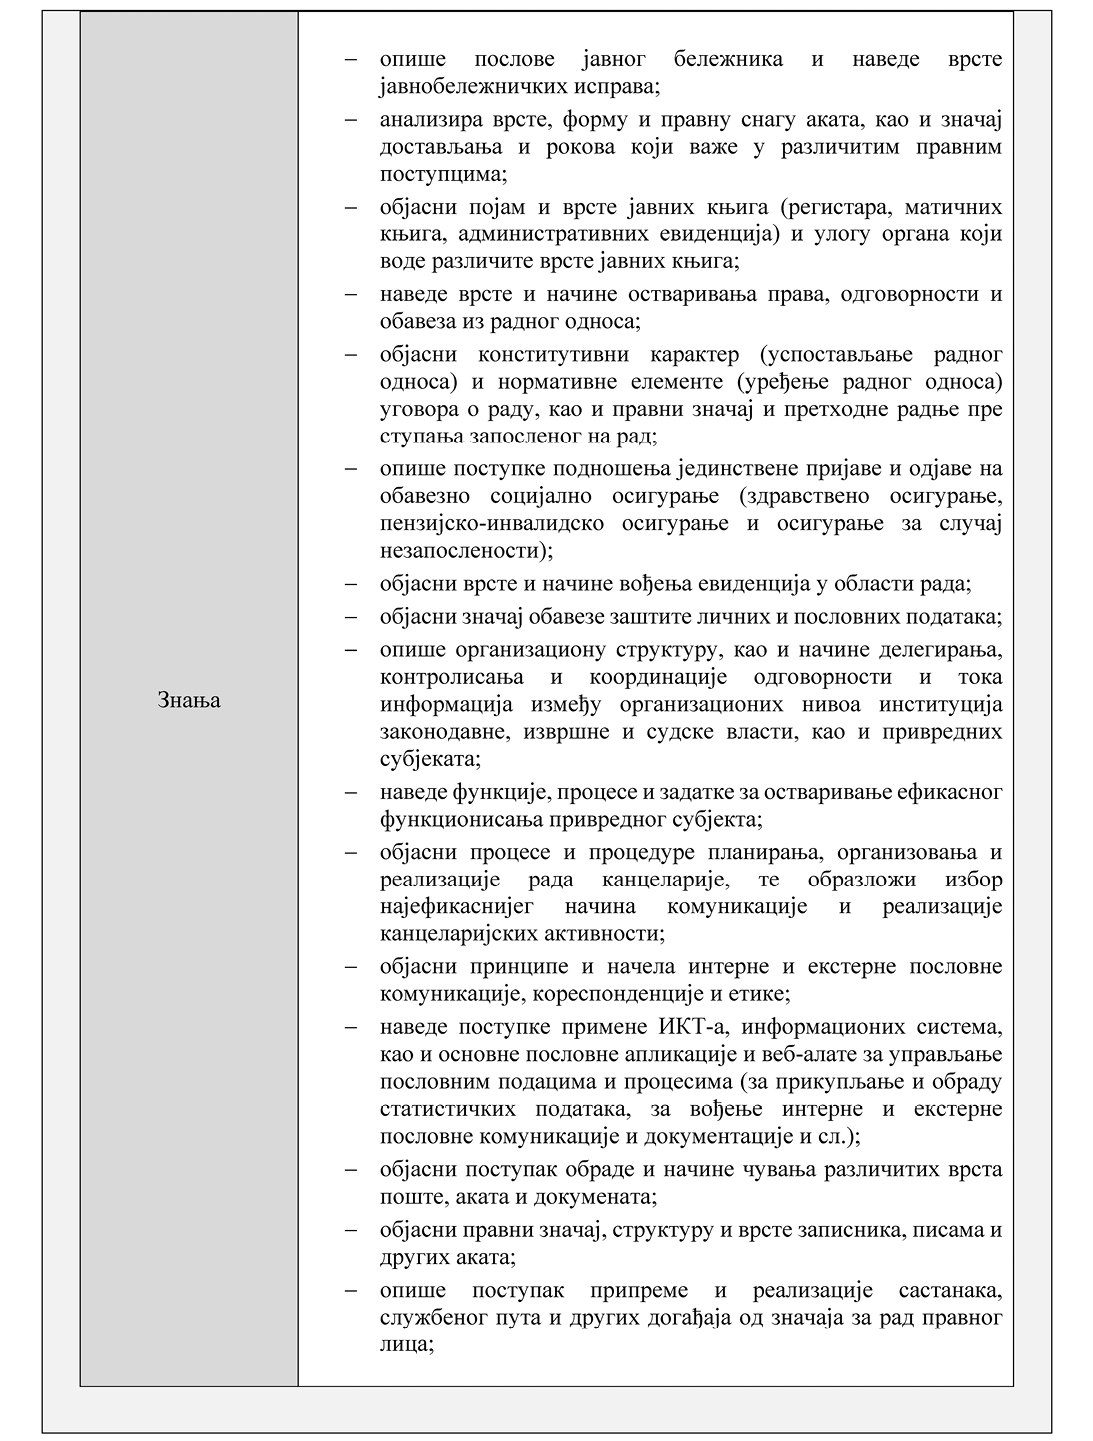 – опише послове јавног бележника и наведе врсте
јавнобележничких исправа;
– анализира врсте, форму и правну снагу аката, као и значај
достављања и рокова који важе у различитим правним
поступцима;
– објасни појам и врсте јавних књига (регистара, матичних
књига, административних евиденција) и улогу органа који
воде различите врсте јавних књига;
– наведе врсте и начине остваривања права, одговорности и
обавеза из радног односа;
– објасни конститутивни карактер (успостављање радног
односа) и нормативне елементе (уређење радног односа)
уговора о раду, као и правни значај и претходне радње пре
ступања запосленог на рад;
– опише поступке подношења јединствене пријаве и одјаве на
обавезно социјално осигурање (здравствено осигурање,
пензијско-инвалидско осигурање и осигурање за случај
незапослености);
– објасни врсте и начине вођења евиденција у области рада;
– објасни значај обавезе заштите личних и пословних података;
– опише организациону структуру, као и начине делегирања,
контролисања и координације одговорности и тока
Знања
информација између организационих нивоа институција
законодавне, извршне и судске власти, као и привредних
субјеката;
– наведе функције, процесе и задатке за остваривање ефикасног
функционисања привредног субјекта;
– објасни процесе и процедуре планирања, организовања и
реализације рада канцеларије, те образложи избор
најефикаснијег начина комуникације и реализације
канцеларијских активности;
– објасни принципе и начела интерне и екстерне пословне
комуникације, кореспонденције и етике;
– наведе поступке примене ИКТ-а, информационих система,
као и основне пословне апликације и веб-алате за управљање
пословним подацима и процесима (за прикупљање и обраду
статистичких података, за вођење интерне и екстерне
пословне комуникације и документације и сл.);
– објасни поступак обраде и начине чувања различитих врста
поште, аката и докумената;
– објасни правни значај, структуру и врсте записника, писама и
других аката;
– опише поступак припреме и реализације састанака,
службеног пута и других догађаја од значаја за рад правног
лица;